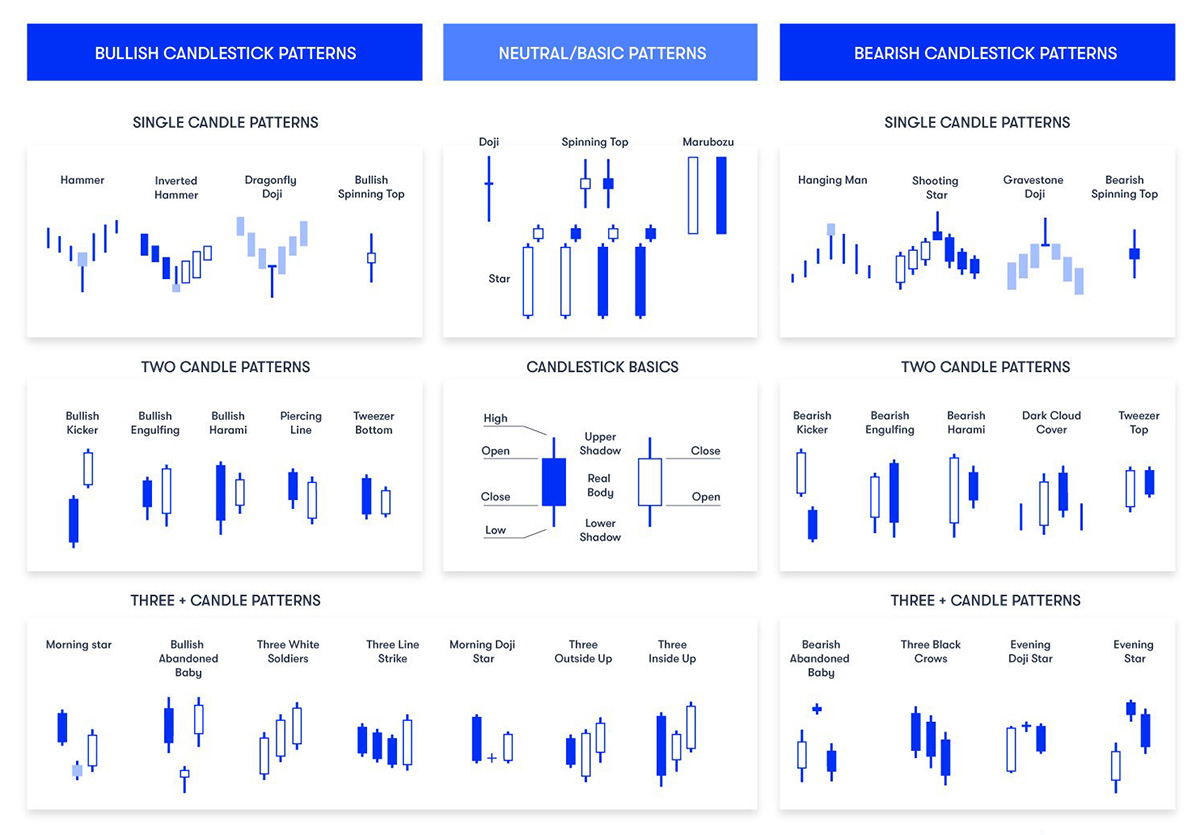 BULLISH CANDLESTICK PATTERNS
NEUTRAL/BASIC PATTERNS
BEARISH CANDLESTICK PATTERNS
SINGLE CANDLE PATTERNS
Hammer
Inverted
Hammer
Dragonfly
Doji
Bullish
Spinning Top
Doji
Spinning Top
Marubozu
Star
SINGLE CANDLE PATTERNS
Hanging Man
Shooting
Star
Gravestone
Doji
Bearish
Spinning Top
TWO CANDLE PATTERNS
Bullish
Kicker
Bullish
Engulfing
Bullish
Harami
Piercing
Line
Tweezer
Bottom
CANDLESTICK BASICS
High
Open
Close
Low
Upper
Shadow
Real
Body
Lower
Shadow
Close
Open
TWO CANDLE PATTERNS
Bearish
Kicker
Bearish
Engulfing
Bearish
Harami
Dark Cloud
Cover
Tweezer
Top
THREE + CANDLE PATTERNS
Morning star
Bullish
Abandoned
Baby
Three White
Soldiers
Three Line
Strike
Morning Doji
Star
Three
Outside Up
Three
Inside Up
THREE + CANDLE PATTERNS
Bearish
Abandoned
Baby
Three Black
Crows
Evening
Doji Star
Evening
Star